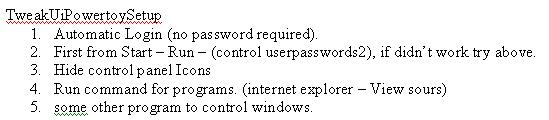 TweakUiPowertoySetup
1. Automatic Login (no password required).
2. First from Start – Run – (control userpasswords2), if didn't work try above.
3. Hide control panel Icons
4. Run command for programs. (internet explorer – View sours)
5. some other program to control windows.